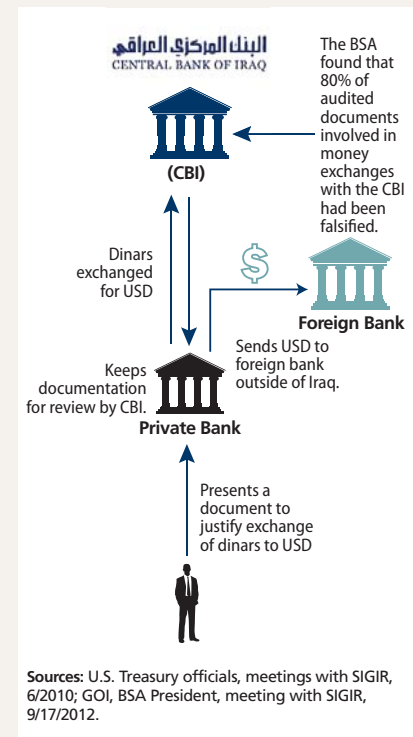 البنك المركزي العراقي
CENTRAL BANK OF IRAQ
(CBI)
The BSA
found that
80% of
audited
documents
involved in
money
exchanges
with the CBI
had been
falsified.
Dinars
exchanged
for USD
$
Foreign Bank
Sends USD to
foreign bank
outside of Iraq.
Keeps
documentation
for review by CBI.
Private Bank
Presents a
document to
justify exchange
of dinars to USD
Sources: U.S. Treasury officials, meetings with SIGIR,
6/2010; GOI, BSA President, meeting with SIGIR,
9/17/2012.